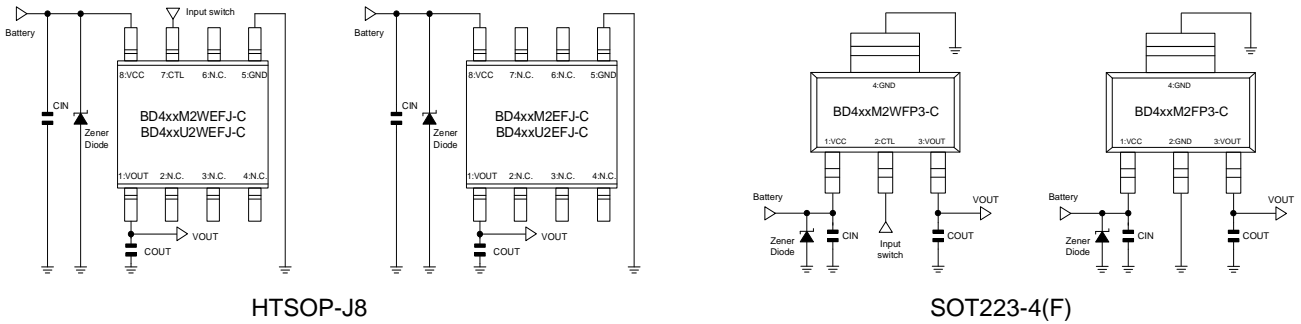 Input switch
Battery
8:VCC 7:CTL 6:N.C. 5:GND
CIN
Zener
Diode
BD4xxM2WEFJ-C
BD4xxU2WEFJ-C
1:VOUT 2:N.C. 3:N.C. 4:N.C.
VOUT
COUT
Battery
8:VCC 7:N.C. 6:N.C. 5:GND
CIN
Zener
Diode
BD4xxM2EFJ-C
BD4xxU2EFJ-C
1:VOUT 2:N.C. 3:N.C. 4:N.C.
VOUT
COUT
HTSOP-J8
4:GND
BD4xxM2WFP3-C
1:VCC 2:CTL 3:VOUT
Battery
VOUT
Zener
Diode
CIN
Input
switch
COUT
4:GND
BD4xxM2FP3-C
1:VCC 2:GND 3:VOUT
Battery
VOUT
Zener
Diode
CIN
COUT
SOT223-4(F)